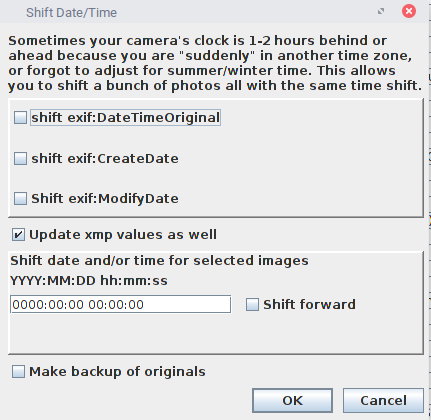 Shift Date/Time
Sometimes your camera's clock is 1-2 hours behind or
ahead because you are "suddenly" in another time zone,
or forgot to adjust for summer/winter time. This allows
you to shift a bunch of photos all with the same time shift.
shift exif:DateTimeOriginal
shift exif:CreateDate
Shift exif:ModifyDate
Update xmp values as well
Shift date and/or time for selected images
YYYY:MM:DD hh:mm:ss
0000:00:00 00:00:00
Shift forward
Make backup of originals
OK
Cancel